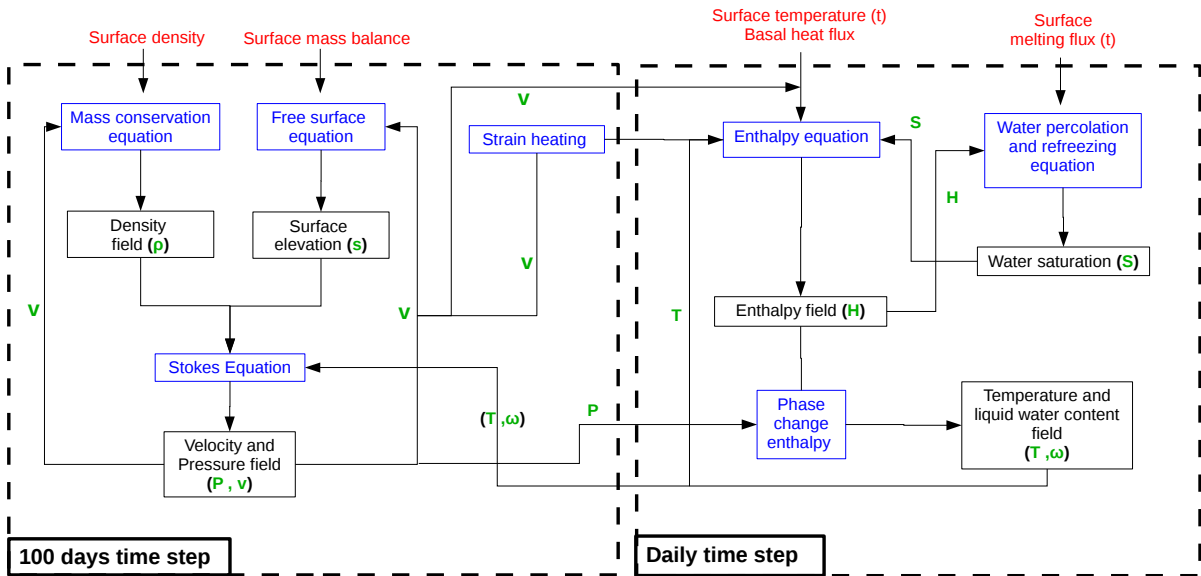 Surface density
Surface mass balance
Surface temperature (t)
Basal heat flux
Surface
melting flux (t)
Mass conservation
equation
Free surface
equation
Strain heating
v
Enthalpy equation
S
Water percolation
and refreezing
equation
Density
field (ρ)
Surface
elevation (s)
v
H
Water saturation (S)
v
v
T
Enthalpy field (H)
Stokes Equation
(T ,ω)
P
Phase
change
enthalpy
Temperature and
liquid water content
field
(T ,ω)
Velocity and
Pressure field
(P , v)
100 days time step
Daily time step